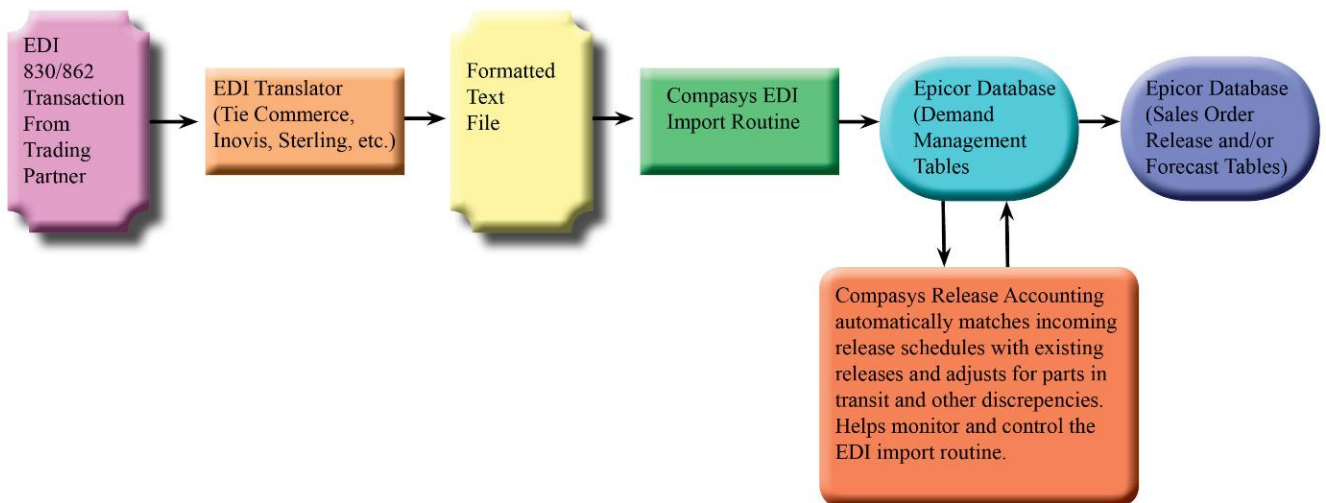 EDI
830/862
Transaction
From
Trading
Partner
EDI Translator
(Tie Commerce,
Inovis, Sterling, etc.)
Formatted
Text
File
Compasys EDI
Import Routine
Epicor Database
(Demand
Management
Tables
Epicor Database
(Sales Order
Release and/or
Forecast Tables)
Compasys Release Accounting
automatically matches incoming
release schedules with existing
releases and adjusts for parts in
transit and other discrepencies.
Helps monitor and control the
EDI import routine.